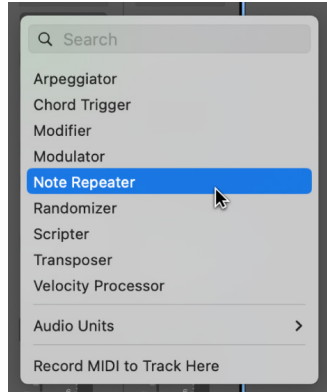 Search
Arpeggiator
Chord Trigger
Modifier
Modulator
Note Repeater
Randomizer
Scripter
Transposer
Velocity Processor
Audio Units
Record MIDI to Track Here